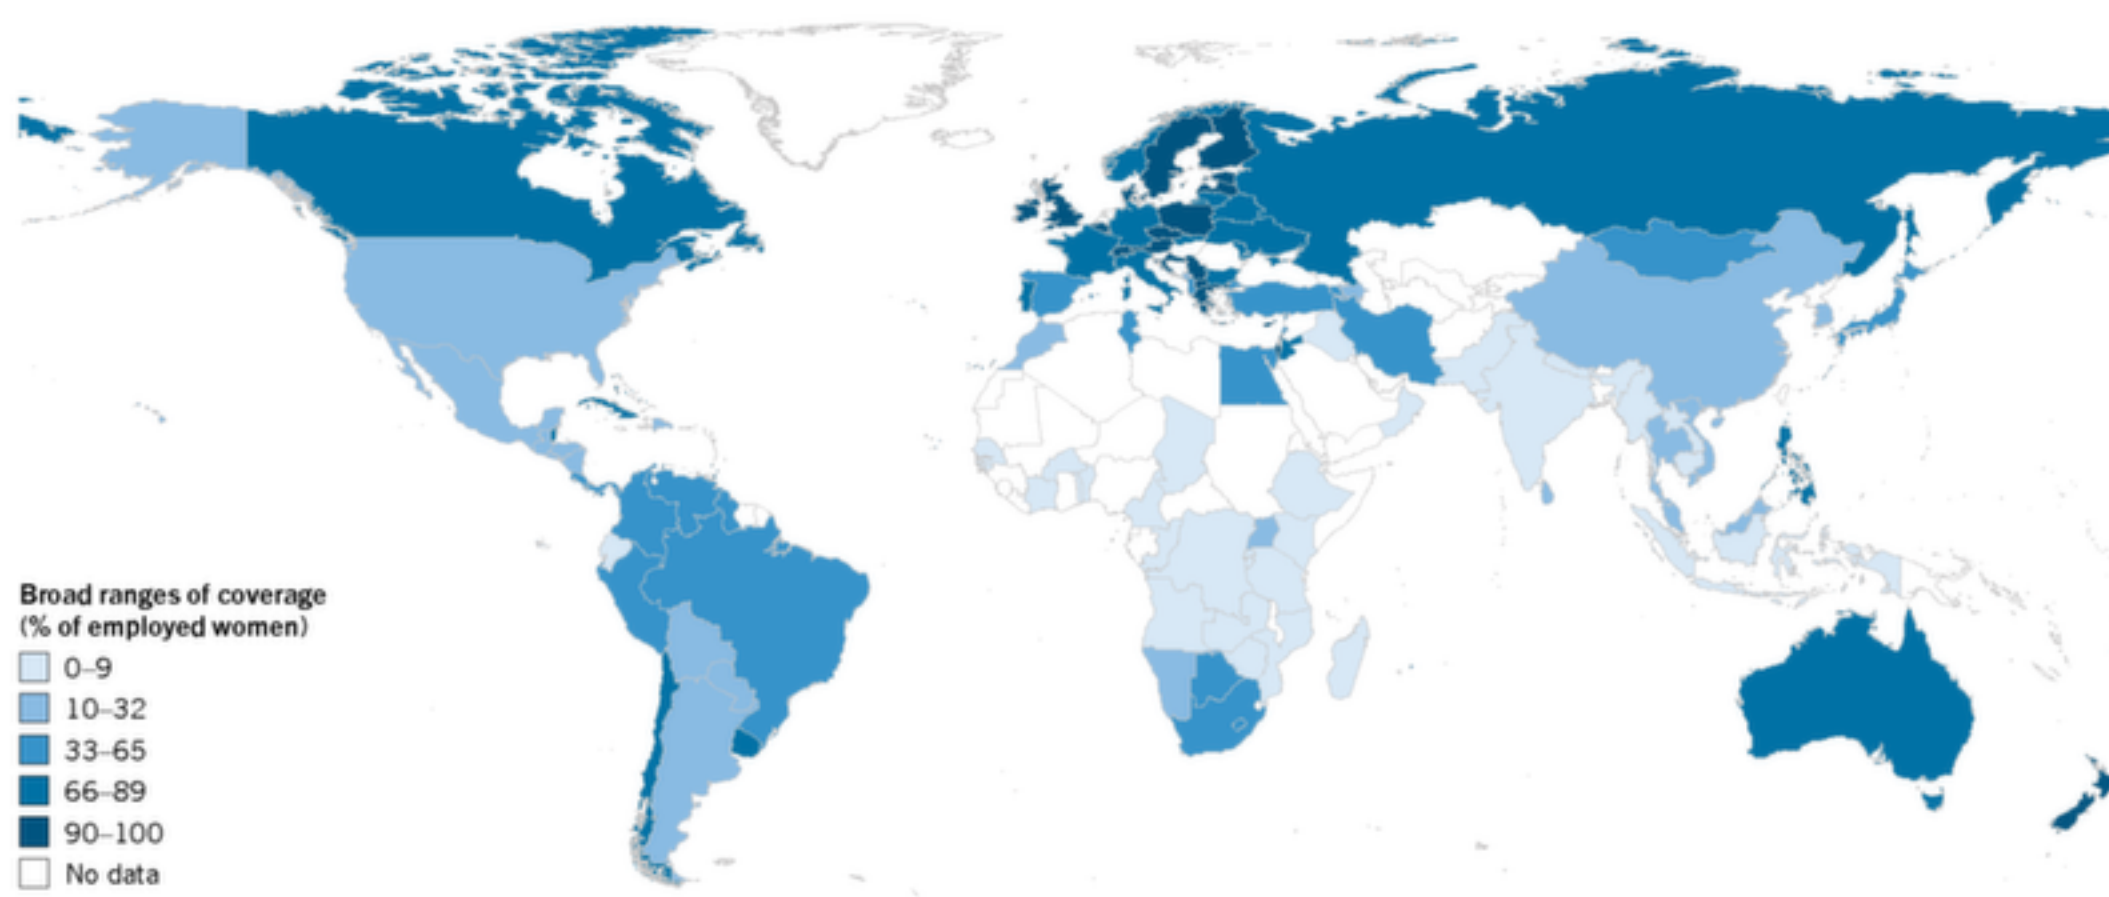 Broad ranges of coverage
(% of employed women)
0–9
10–32
33–65
66–89
90–100
No data